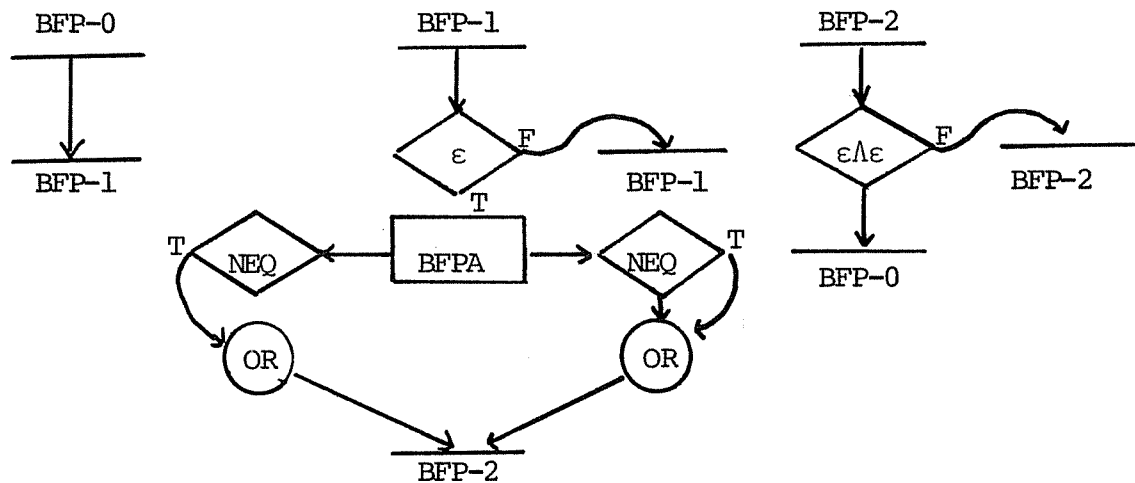 BFP-0
BFP-1
BFP-1
ε
F
BFP-1
T
T
NEQ
BFPA
NEQ
T
OR
OR
BFP-2
BFP-2
εΛε
F
BFP-2
BFP-0